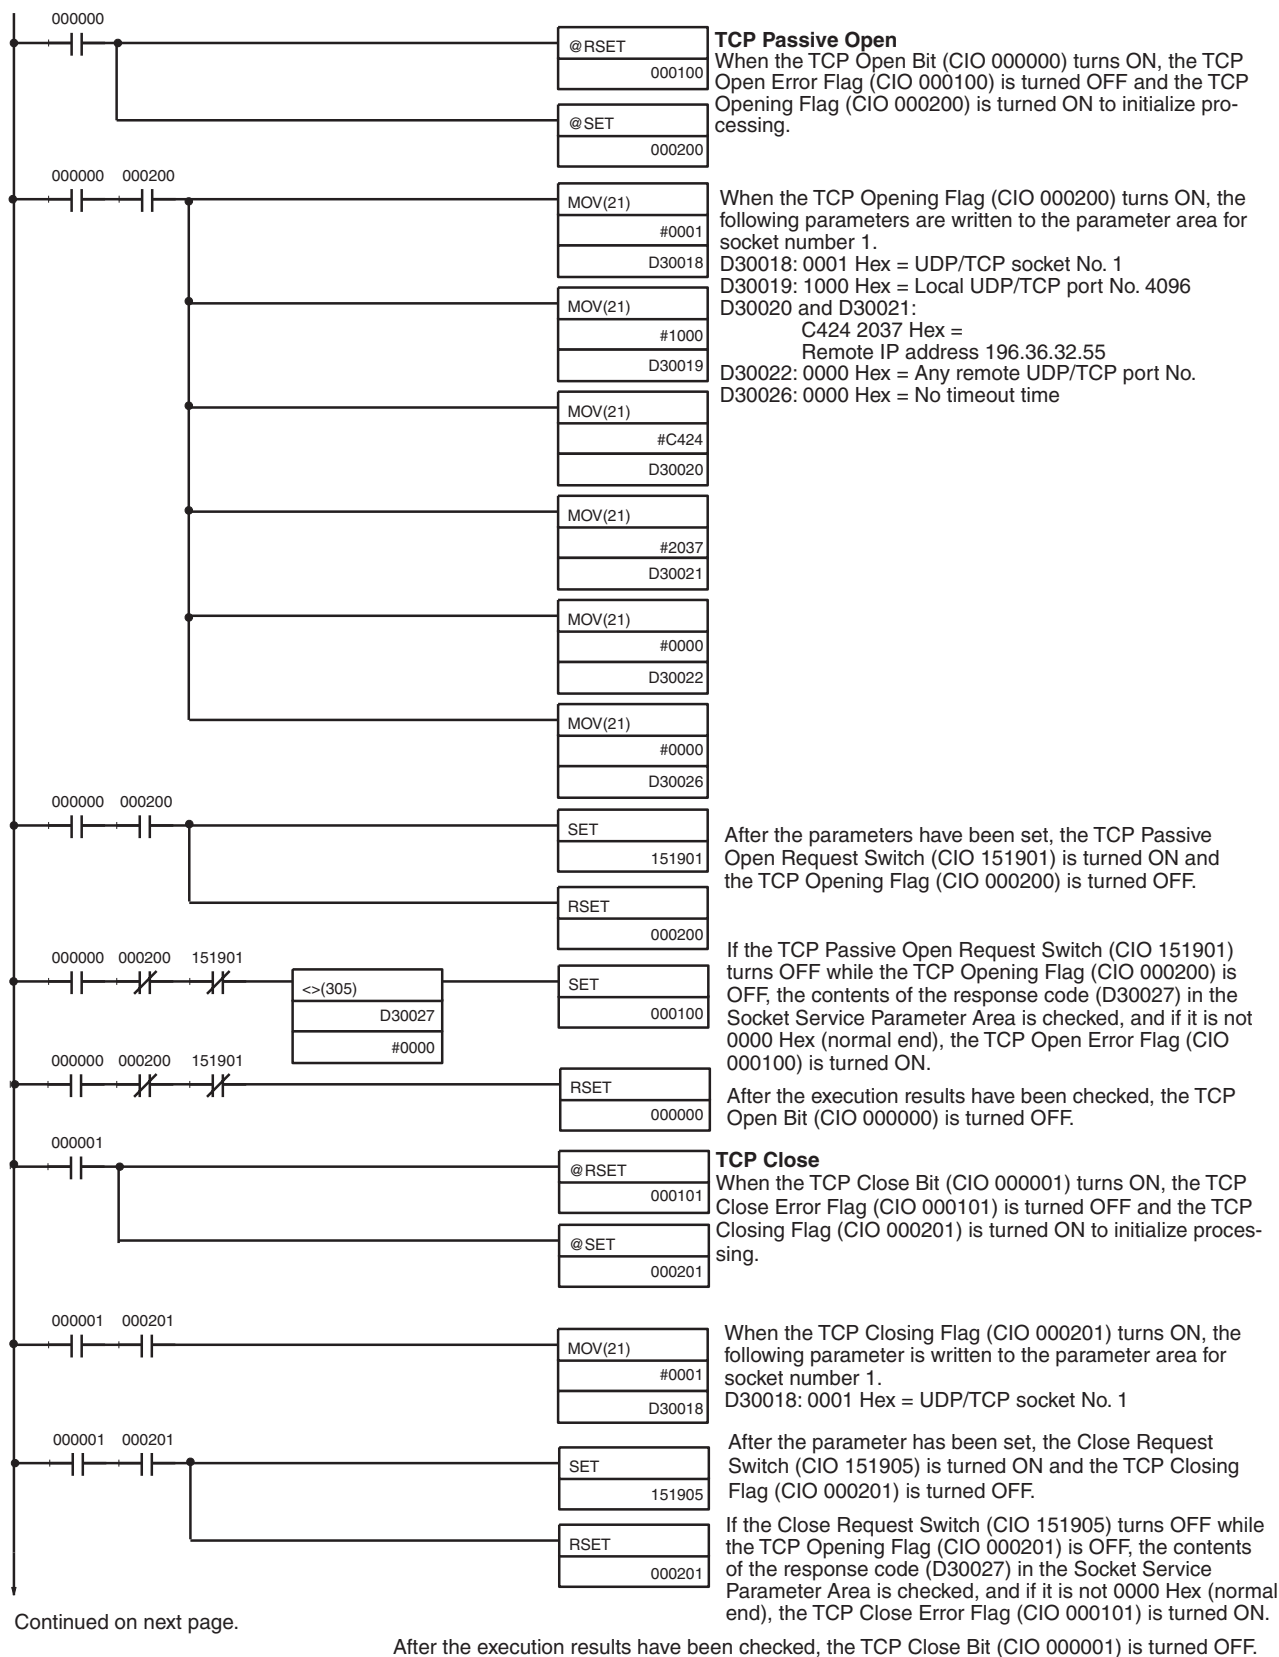 000000
@RSET
000100
@SET
000200
TCP Passive Open
When the TCP Open Bit (CIO 000000) turns ON, the TCP
Open Error Flag (CIO 000100) is turned OFF and the TCP
Opening Flag (CIO 000200) is turned ON to initialize pro-
cessing.
000000 000200
MOV(21)
#0001
D30018
MOV(21)
#1000
D30019
MOV(21)
#C424
D30020
MOV(21)
#2037
D30021
MOV(21)
#0000
D30022
MOV(21)
#0000
D30026
When the TCP Opening Flag (CIO 000200) turns ON, the
following parameters are written to the parameter area for
socket number 1.
D30018: 0001 Hex = UDP/TCP socket No. 1
D30019: 1000 Hex = Local UDP/TCP port No. 4096
D30020 and D30021:
C424 2037 Hex =
Remote IP address 196.36.32.55
D30022: 0000 Hex = Any remote UDP/TCP port No.
D30026: 0000 Hex = No timeout time
000000 000200
SET
151901
RSET
000200
After the parameters have been set, the TCP Passive
Open Request Switch (CIO 151901) is turned ON and
the TCP Opening Flag (CIO 000200) is turned OFF.
000000 000200 151901
<>(305)
D30027
#0000
SET
000100
If the TCP Passive Open Request Switch (CIO 151901)
turns OFF while the TCP Opening Flag (CIO 000200) is
OFF, the contents of the response code (D30027) in the
Socket Service Parameter Area is checked, and if it is not
0000 Hex (normal end), the TCP Open Error Flag (CIO
000100) is turned ON.
000000 000200 151901
RSET
000000
After the execution results have been checked, the TCP
Open Bit (CIO 000000) is turned OFF.
000001
@RSET
000101
@SET
000201
TCP Close
When the TCP Close Bit (CIO 000001) turns ON, the TCP
Close Error Flag (CIO 000101) is turned OFF and the TCP
Closing Flag (CIO 000201) is turned ON to initialize proces-
sing.
000001 000201
MOV(21)
#0001
D30018
When the TCP Closing Flag (CIO 000201) turns ON, the
following parameter is written to the parameter area for
socket number 1.
D30018: 0001 Hex = UDP/TCP socket No. 1
000001 000201
SET
151905
RSET
000201
After the parameter has been set, the Close Request
Switch (CIO 151905) is turned ON and the TCP Closing
Flag (CIO 000201) is turned OFF.
If the Close Request Switch (CIO 151905) turns OFF while
the TCP Opening Flag (CIO 000201) is OFF, the contents
of the response code (D30027) in the Socket Service
Parameter Area is checked, and if it is not 0000 Hex (normal
end), the TCP Close Error Flag (CIO 000101) is turned ON.
Continued on next page.
After the execution results have been checked, the TCP Close Bit (CIO 000001) is turned OFF.